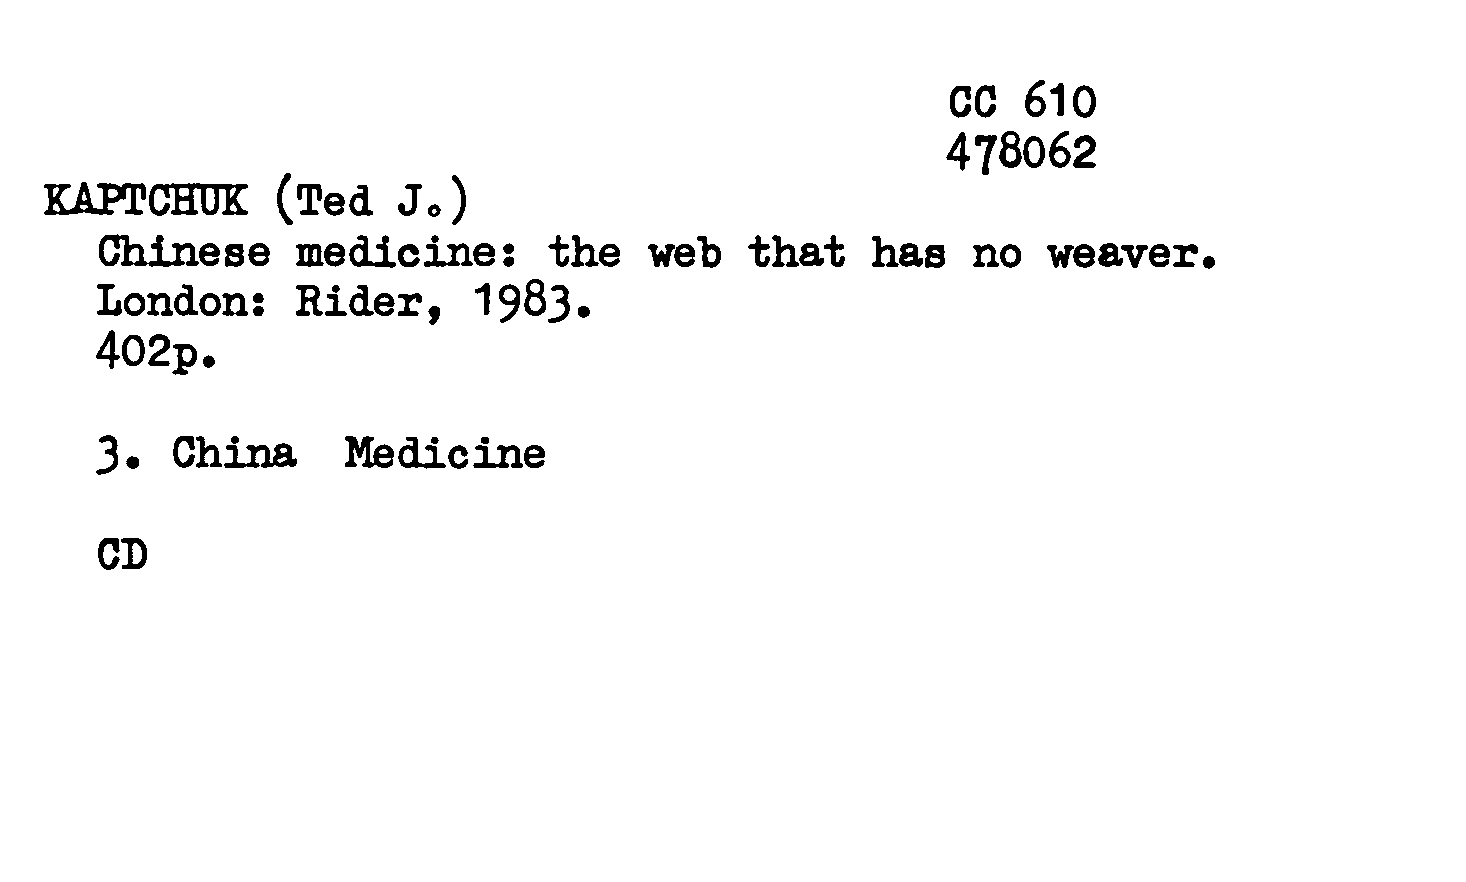 CC 610
478062
KAPTCHUK (Ted J.)
Chinese medicine: the web that has no weaver.
London: Rider, 1983.
402p.
3. China Medicine
CD